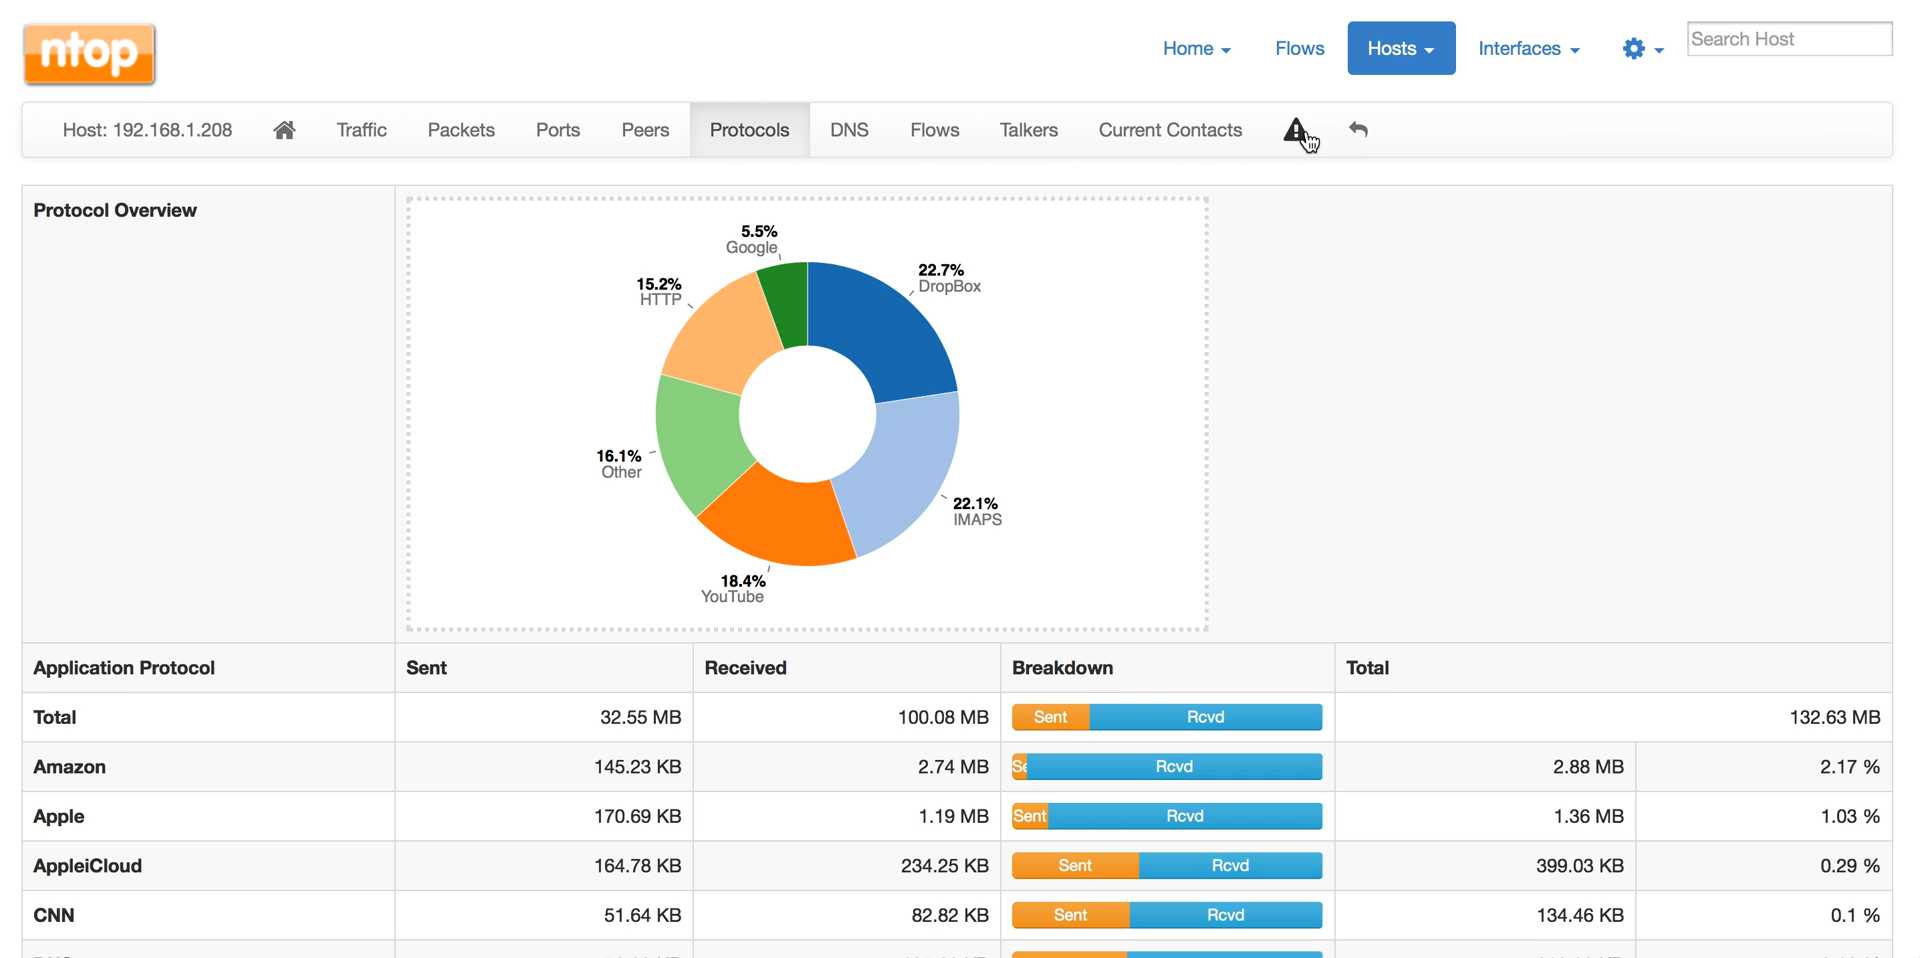 ntop
Home
Flows
Hosts
Interfaces
Search Host
Host: 192.168.1.208
Traffic
Packets
Ports
Peers
Protocols
DNS
Flows
Talkers
Current Contacts
Protocol Overview
5.5%
Google
22.7%
DropBox
15.2%
HTTP
16.1%
Other
22.1%
IMAPS
18.4%
YouTube
Application Protocol Sent Received Breakdown Total
Total 32.55 MB 100.08 MB Sent Rcvd 132.63 MB
Amazon 145.23 KB 2.74 MB Se Rcvd 2.88 MB 2.17 %
Apple 170.69 KB 1.19 MB Sent Rcvd 1.36 MB 1.03 %
AppleiCloud 164.78 KB 234.25 KB Sent Rcvd 399.03 KB 0.29 %
CNN 51.64 KB 82.82 KB Sent Rcvd 134.46 KB 0.1 %